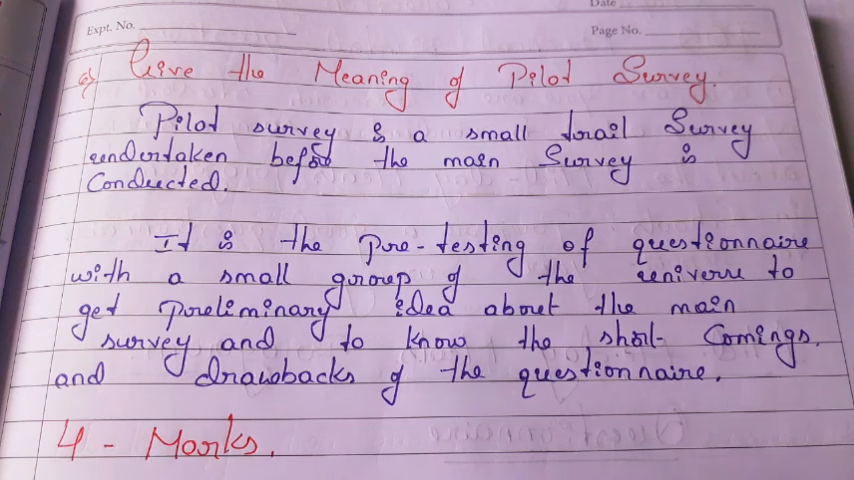 Date
Expt. No.
Page No.
Q) Give the Meaning of Pilot Survey.
Pilot survey is a small trail Survey
undertaken before the main Survey is
Conducted.
It is the Pre-testing of questionnaire
with a small group of the universe to
get Preliminary idea about the main
survey and to know the short- Comings.
and drawbacks of the questionnaire.
4 - Marks.